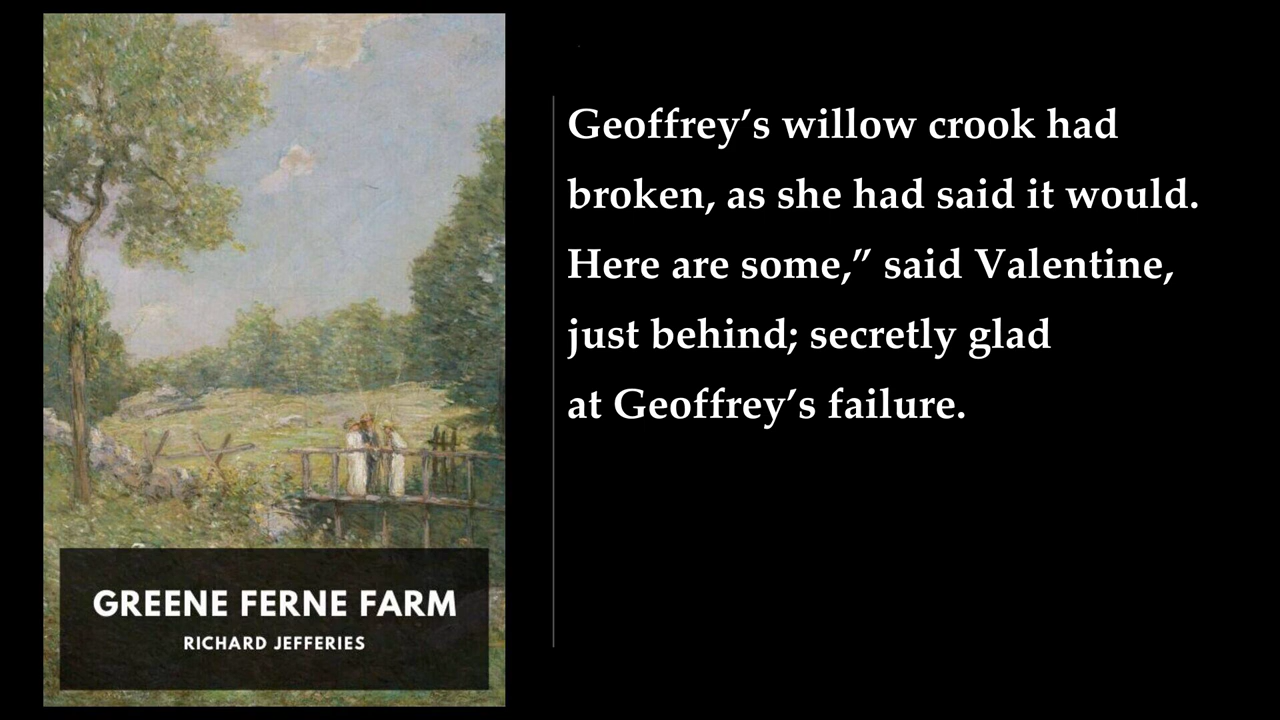 Geoffrey’s willow crook had
broken, as she had said it would.
Here are some,” said Valentine,
just behind; secretly glad
at Geoffrey’s failure.
GREENE FERNE FARM
RICHARD JEFFERIES